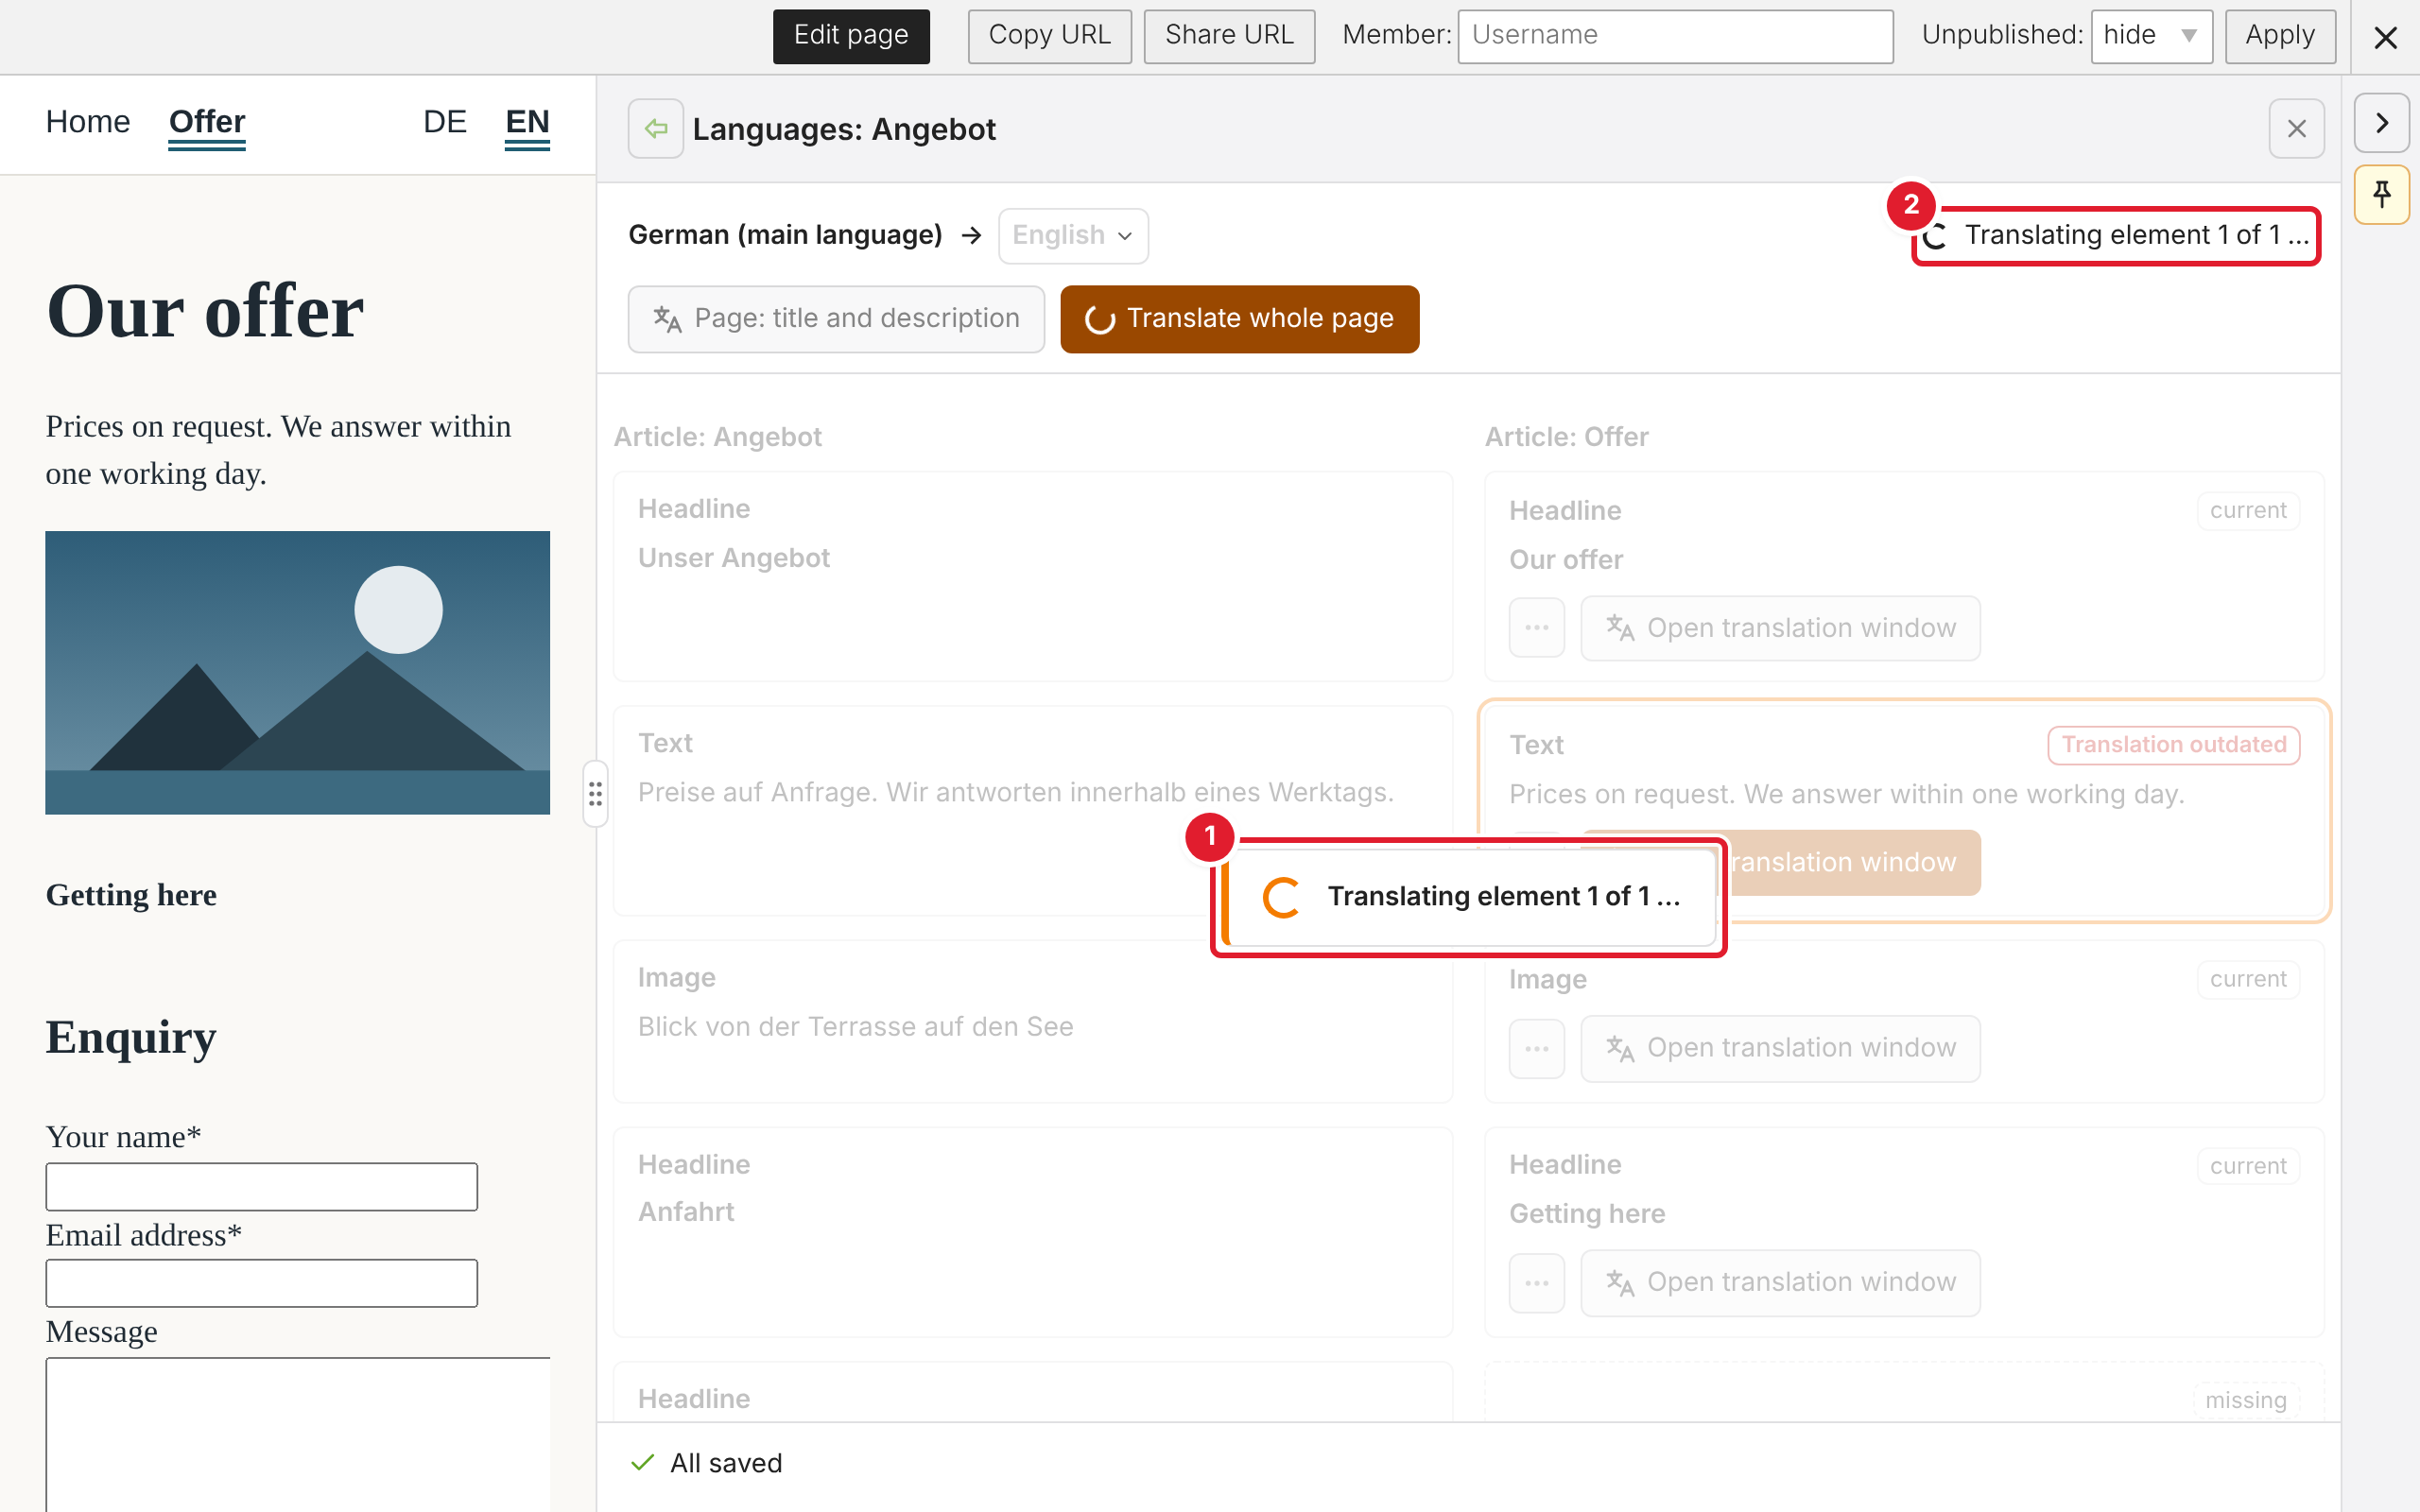 Edit page
Copy URL
Share URL
Member:
Username
Unpublished:
hide
Apply
Home
Offer
DE
EN
Our offer
Prices on request. We answer within
one working day.
Getting here
Enquiry
Your name*
Email address*
Message
Languages: Angebot
German (main language) → English
2
Translating element 1 of 1 ...
Page: title and description
Translate whole page
Article: Angebot
Article: Offer
Headline
Unser Angebot
Headline
current
Our offer
Open translation window
Text
Preise auf Anfrage. Wir antworten innerhalb eines Werktags.
Text
Translation outdated
Prices on request. We answer within one working day.
ranslation window
1
Translating element 1 of 1 ...
Image
Blick von der Terrasse auf den See
Image
current
Open translation window
Headline
Anfahrt
Headline
current
Getting here
Open translation window
Headline
missing
All saved